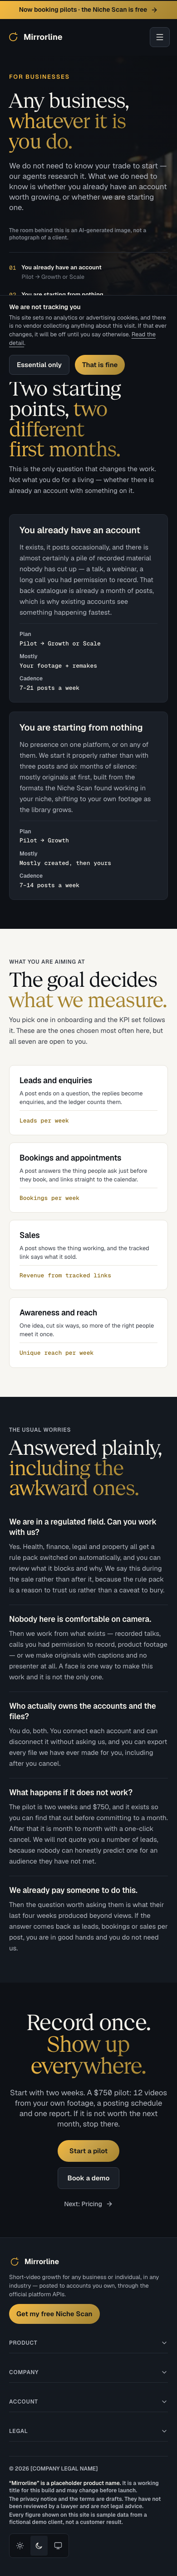 Now booking pilots · the Niche Scan is free →
Mirrorline
FOR BUSINESSES
Any business,
whatever it is
you do.
We do not need to know your trade to start —
our agents research it. What we do need to
know is whether you already have an account
worth growing, or whether we are starting
one.
The room behind this is an AI-generated image, not a
photograph of a client.
01 You already have an account
Pilot → Growth or Scale
02 You are starting from nothing
We are not tracking you
This site sets no analytics or advertising cookies, and there
is no vendor collecting anything about this visit. If that ever
changes, it will be off until you say otherwise. Read the
detail.
Essential only
That is fine
Two starting
points, two
different
first months.
This is the only question that changes the work.
Not what you do for a living — whether there is
already an account with something on it.
You already have an account
It exists, it posts occasionally, and there is
almost certainly a pile of recorded material
nobody has cut up — a talk, a webinar, a
long call you had permission to record. That
back catalogue is already a month of posts,
which is why existing accounts see
something happening fastest.
Plan
Pilot → Growth or Scale
Mostly
Your footage + remakes
Cadence
7–21 posts a week
You are starting from nothing
No presence on the platform, or on any of
them. We start it properly rather than with
three posts and six months of silence:
mostly originals at first, built from the
formats the Niche Scan found working in
your niche, shifting to your own footage as
the library grows.
Plan
Pilot → Growth
Mostly
Mostly created, then yours
Cadence
7–14 posts a week
WHAT YOU ARE AIMING AT
The goal decides
what we measure.
You pick one in onboarding and the KPI set follows
it. These are the ones chosen most often here, but
all seven are open to you.
Leads and enquiries
A post ends on a question, the replies become
enquiries, and the ledger counts them.
Leads per week
Bookings and appointments
A post answers the thing people ask just before
they book, and links straight to the calendar.
Bookings per week
Sales
A post shows the thing working, and the tracked
link says what it sold.
Revenue from tracked links
Awareness and reach
One idea, cut six ways, so more of the right people
meet it once.
Unique reach per week
THE USUAL WORRIES
Answered plainly,
including the
awkward ones.
We are in a regulated field. Can you work
with us?
Yes. Health, finance, legal and property all get a
rule pack switched on automatically, and you can
review what it blocks and why. We say this during
the sale rather than after it, because the rule pack
is a reason to trust us rather than a caveat to bury.
Nobody here is comfortable on camera.
Then we work from what exists — recorded talks,
calls you had permission to record, product footage
— or we make originals with captions and no
presenter at all. A face is one way to make this
work and it is not the only one.
Who actually owns the accounts and the
files?
You do, both. You connect each account and can
disconnect it without asking us, and you can export
every file we have ever made for you, including
after you cancel.
What happens if it does not work?
The pilot is two weeks and $750, and it exists so
you can find that out before committing to a month.
After that it is month to month with a one-click
cancel. We will not quote you a number of leads,
because nobody can honestly predict one for an
audience they have not met.
We already pay someone to do this.
Then the question worth asking them is what their
last four weeks produced beyond views. If the
answer comes back as leads, bookings or sales per
post, you are in good hands and you do not need
us.
Record once.
Show up
everywhere.
Start with two weeks. A $750 pilot: 12 videos
from your own footage, a posting schedule
and one report. If it is not worth the next
month, stop there.
Start a pilot
Book a demo
Next: Pricing →
Mirrorline
Short-video growth for any business or individual, in any
industry — posted to accounts you own, through the
official platform APIs.
Get my free Niche Scan
PRODUCT
COMPANY
ACCOUNT
LEGAL
© 2026 [COMPANY LEGAL NAME]
"Mirrorline" is a placeholder product name. It is a working
title for this build and may change before launch.
The privacy notice and the terms are drafts. They have not
been reviewed by a lawyer and are not legal advice.
Every figure shown on this site is sample data from a
fictional demo client, not a customer result.